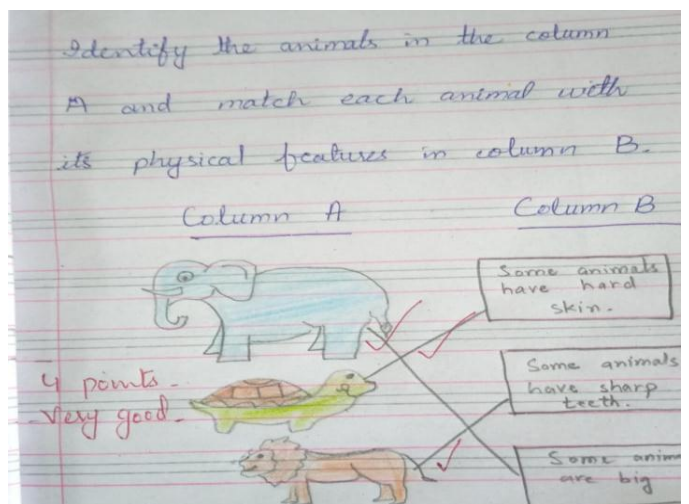 Identify the animals in the column
A and match each animal with
its physical features in column B.
Column A
Column B
Some animals
have hard
skin.
4 points.
very good.
Some animals
have sharp
teeth.
Some anim
are big